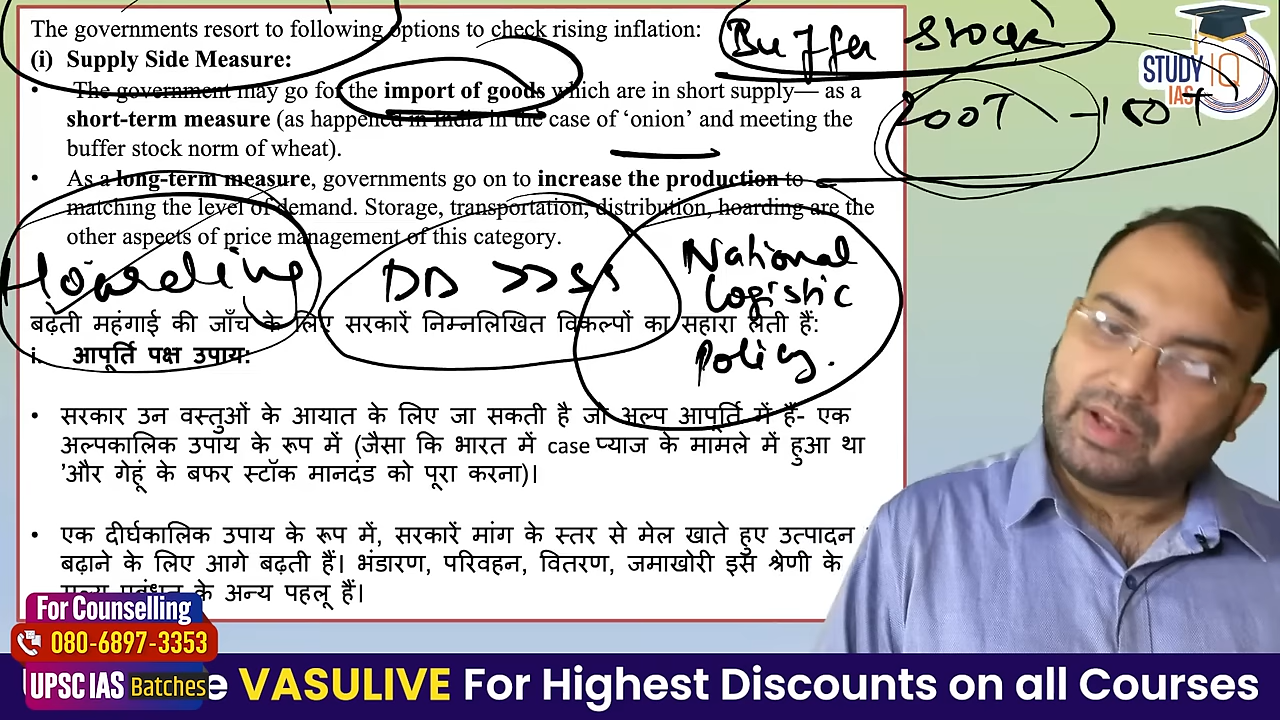 The governments resort to following options to check rising inflation:
Buffer Stock
(i) Supply Side Measure:
STUDY IQ
IAS
• The government may go for the import of goods which are in short supply— as a
short-term measure (as happened in India in the case of ‘onion’ and meeting the
200T - 150T
buffer stock norm of wheat).
• As a long-term measure, governments go on to increase the production to
matching the level of demand. Storage, transportation, distribution, hoarding are the
other aspects of price management of this category.
Hoarding
DD >> SS
National
Logistic
Policy.
बढ़ती महंगाई की जाँच के लिए सरकारें निम्नलिखित विकल्पों का सहारा लेती हैं:
i. आपूर्ति पक्ष उपाय:
• सरकार उन वस्तुओं के आयात के लिए जा सकती है जो अल्प आपूर्ति में हैं- एक
अल्पकालिक उपाय के रूप में (जैसा कि भारत में case प्याज के मामले में हुआ था
’और गेहूं के बफर स्टॉक मानदंड को पूरा करना)।
• एक दीर्घकालिक उपाय के रूप में, सरकारें मांग के स्तर से मेल खाते हुए उत्पादन
बढ़ाने के लिए आगे बढ़ती हैं। भंडारण, परिवहन, वितरण, जमाखोरी इस श्रेणी के
के अन्य पहलू हैं।
For Counselling
080-6897-3353
UPSC IAS Batches
VASULIVE For Highest Discounts on all Courses